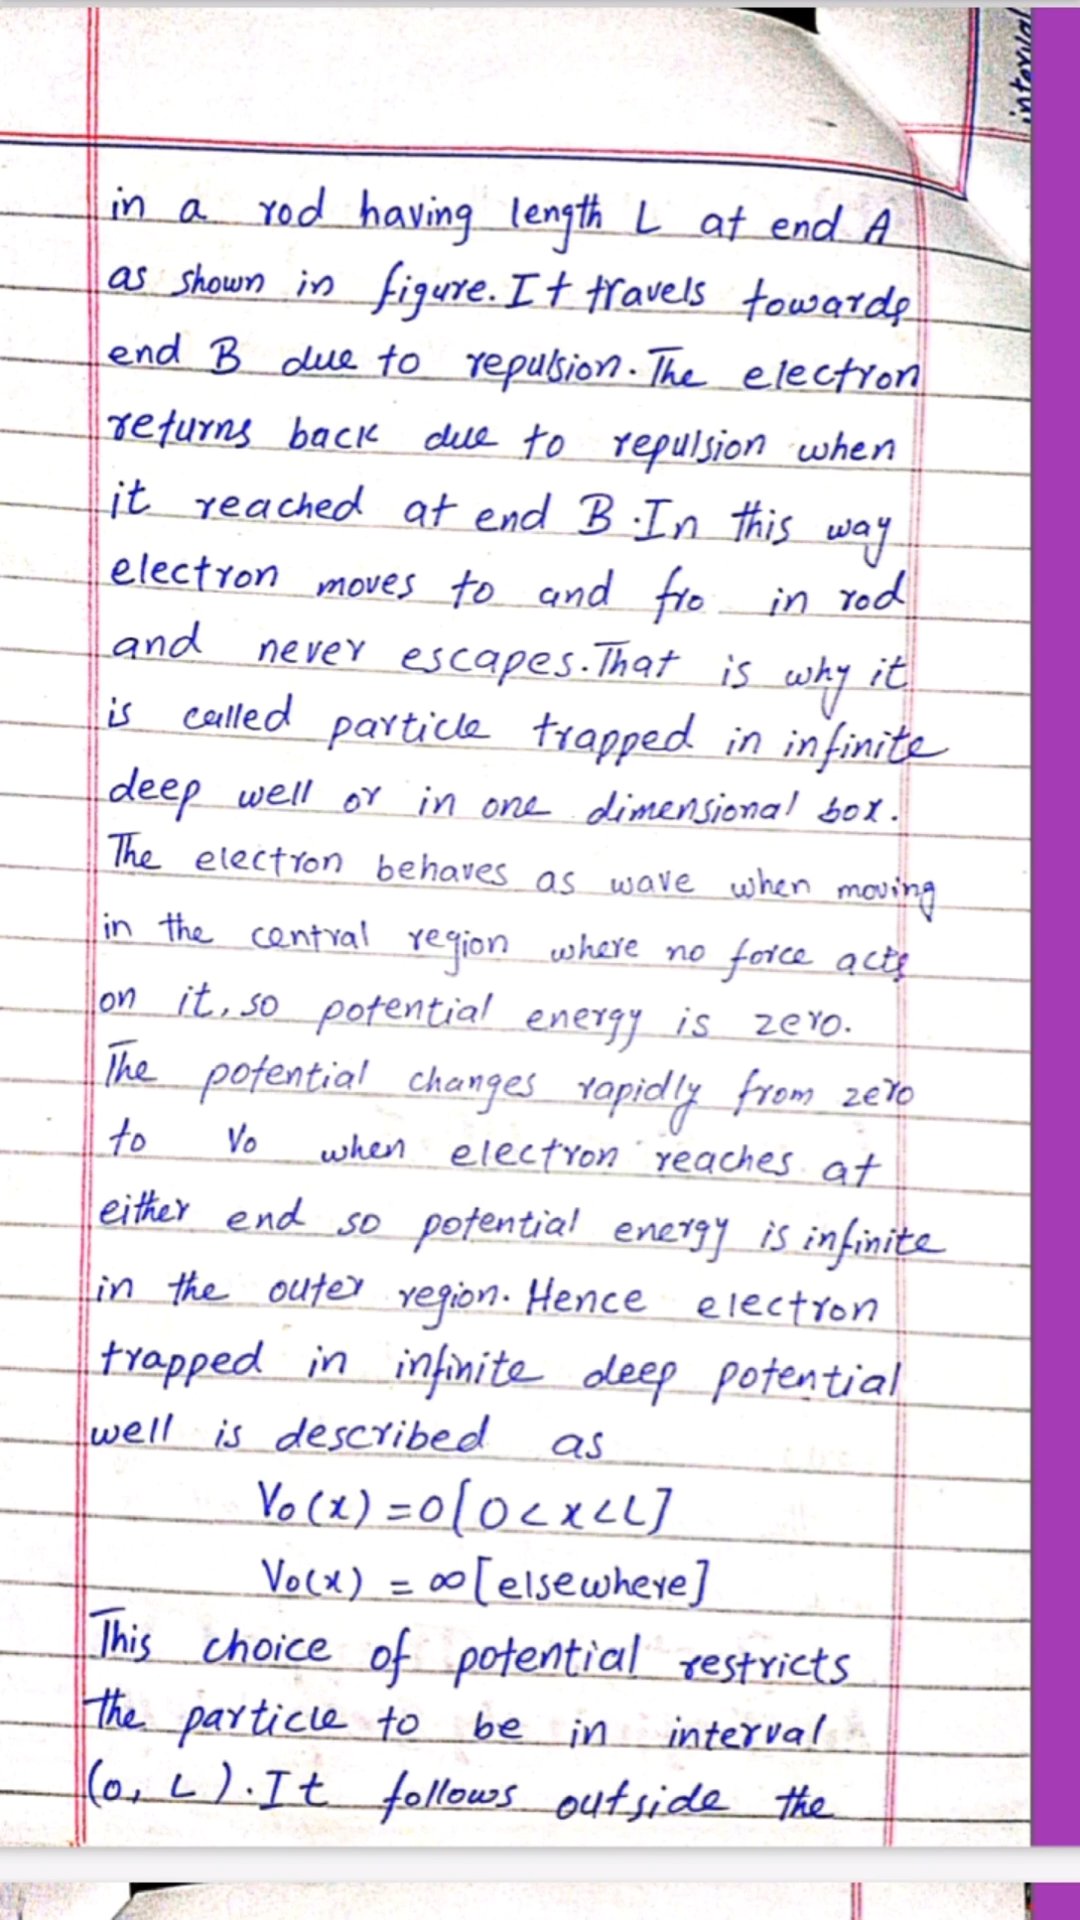 interval
in a rod having length L at end A
as shown in figure. It travels towards
end B due to repulsion. The electron
returns back due to repulsion when
it reached at end B. In this way
electron moves to and fro in rod
and never escapes. That is why it
is called particle trapped in infinite
deep well or in one dimensional box.
The electron behaves as wave when moving
in the central region where no force acts
on it, so potential energy is zero.
The potential changes rapidly from zero
to Vo when electron reaches at
either end so potential energy is infinite
in the outer region. Hence electron
trapped in infinite deep potential
well is described as
Vo(x) = 0 [0 < x < L]
Vo(x) = ∞ [elsewhere]
This choice of potential restricts
the particle to be in interval
(0, L). It follows outside the